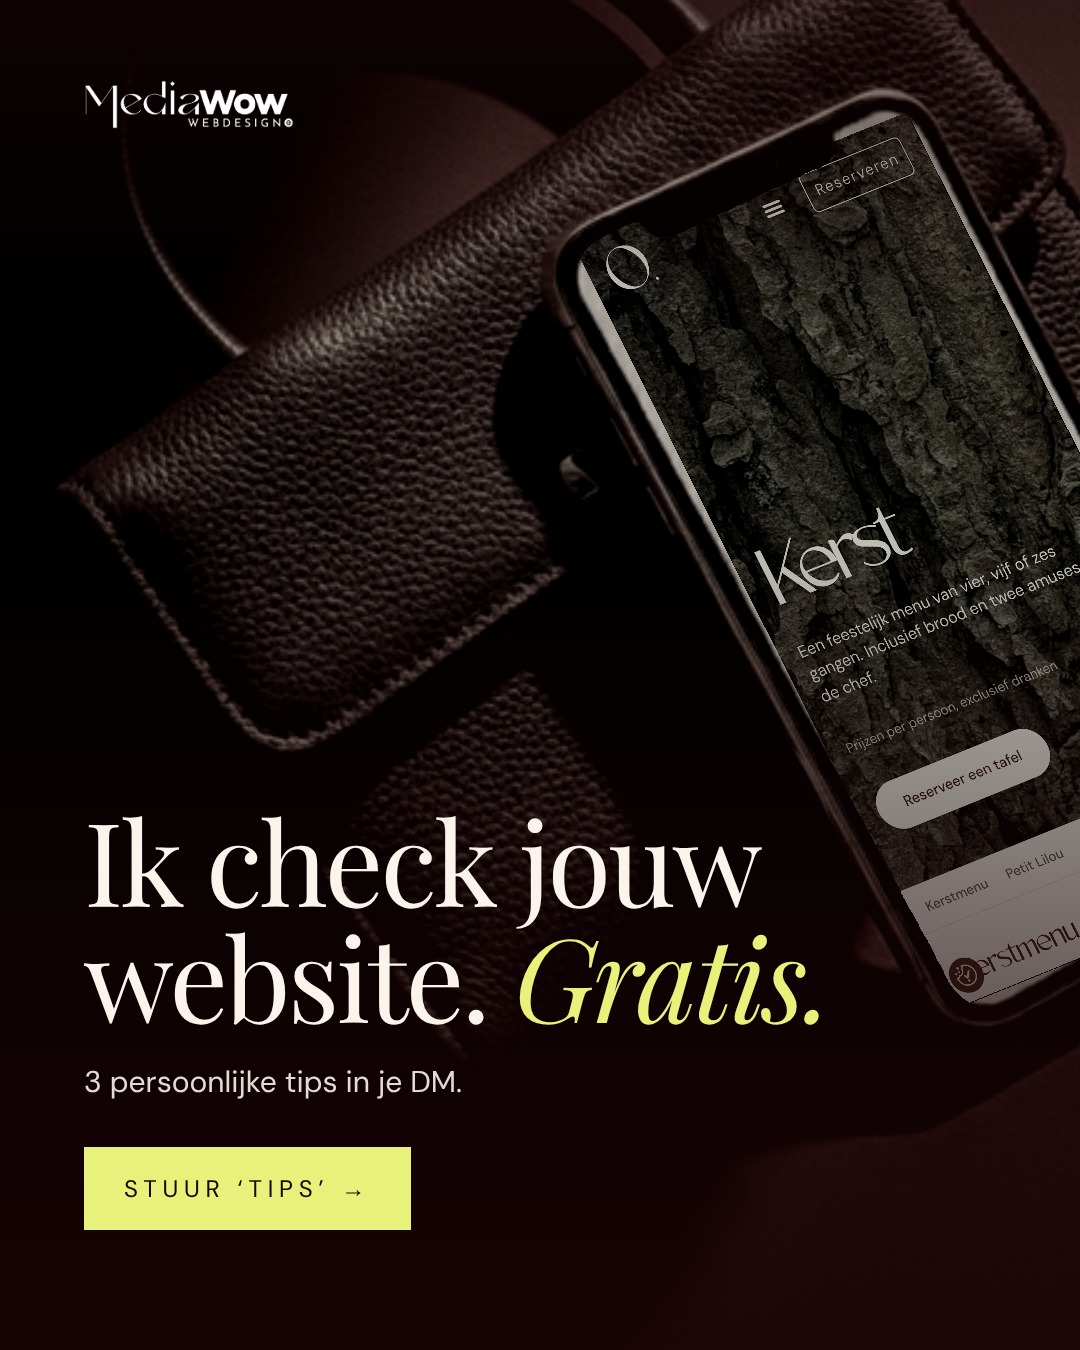 MediaWow
WEBDESIGN
Reserveren
O.
Kerst
Een feestelijk menu van vier, vijf of zes
gangen. Inclusief brood en twee amuses
de chef.
Prijzen per persoon, exclusief dranken
Reserveer een tafel
Kerstmenu Petit Lilou
erstmenu
Ik check jouw
website. Gratis.
3 persoonlijke tips in je DM.
STUUR ‘TIPS’ →